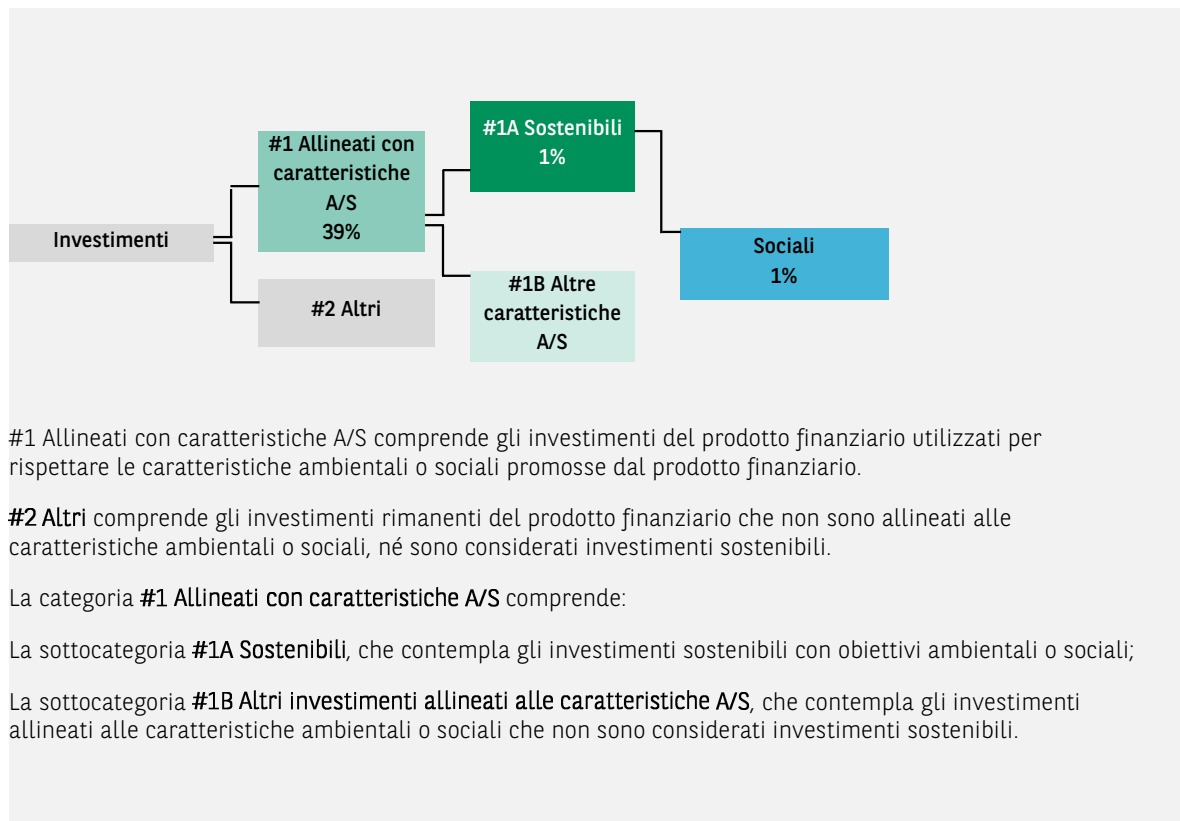 #1A Sostenibili
1%
#1 Allineati con
caratteristiche
A/S
39%
Investimenti
Sociali
1%
#2 Altri
#1B Altre
caratteristiche
A/S
#1 Allineati con caratteristiche A/S comprende gli investimenti del prodotto finanziario utilizzati per
rispettare le caratteristiche ambientali o sociali promosse dal prodotto finanziario.
#2 Altri comprende gli investimenti rimanenti del prodotto finanziario che non sono allineati alle
caratteristiche ambientali o sociali, né sono considerati investimenti sostenibili.
La categoria #1 Allineati con caratteristiche A/S comprende:
La sottocategoria #1A Sostenibili, che contempla gli investimenti sostenibili con obiettivi ambientali o sociali;
La sottocategoria #1B Altri investimenti allineati alle caratteristiche A/S, che contempla gli investimenti
allineati alle caratteristiche ambientali o sociali che non sono considerati investimenti sostenibili.